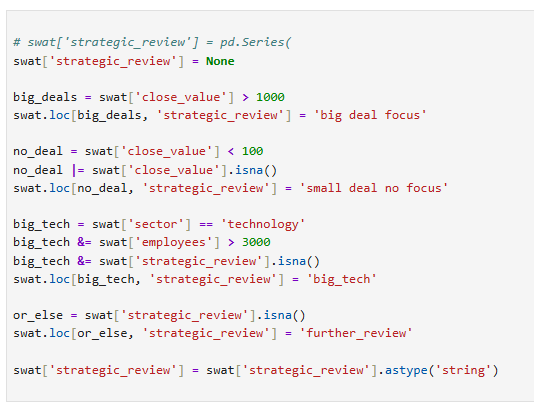 # swat['strategic_review'] = pd.Series(
swat['strategic_review'] = None
big_deals = swat['close_value'] > 1000
swat.loc[big_deals, 'strategic_review'] = 'big deal focus'
no_deal = swat['close_value'] < 100
no_deal |= swat['close_value'].isna()
swat.loc[no_deal, 'strategic_review'] = 'small deal no focus'
big_tech = swat['sector'] == 'technology'
big_tech &= swat['employees'] > 3000
big_tech &= swat['strategic_review'].isna()
swat.loc[big_tech, 'strategic_review'] = 'big_tech'
or_else = swat['strategic_review'].isna()
swat.loc[or_else, 'strategic_review'] = 'further_review'
swat['strategic_review'] = swat['strategic_review'].astype('string')